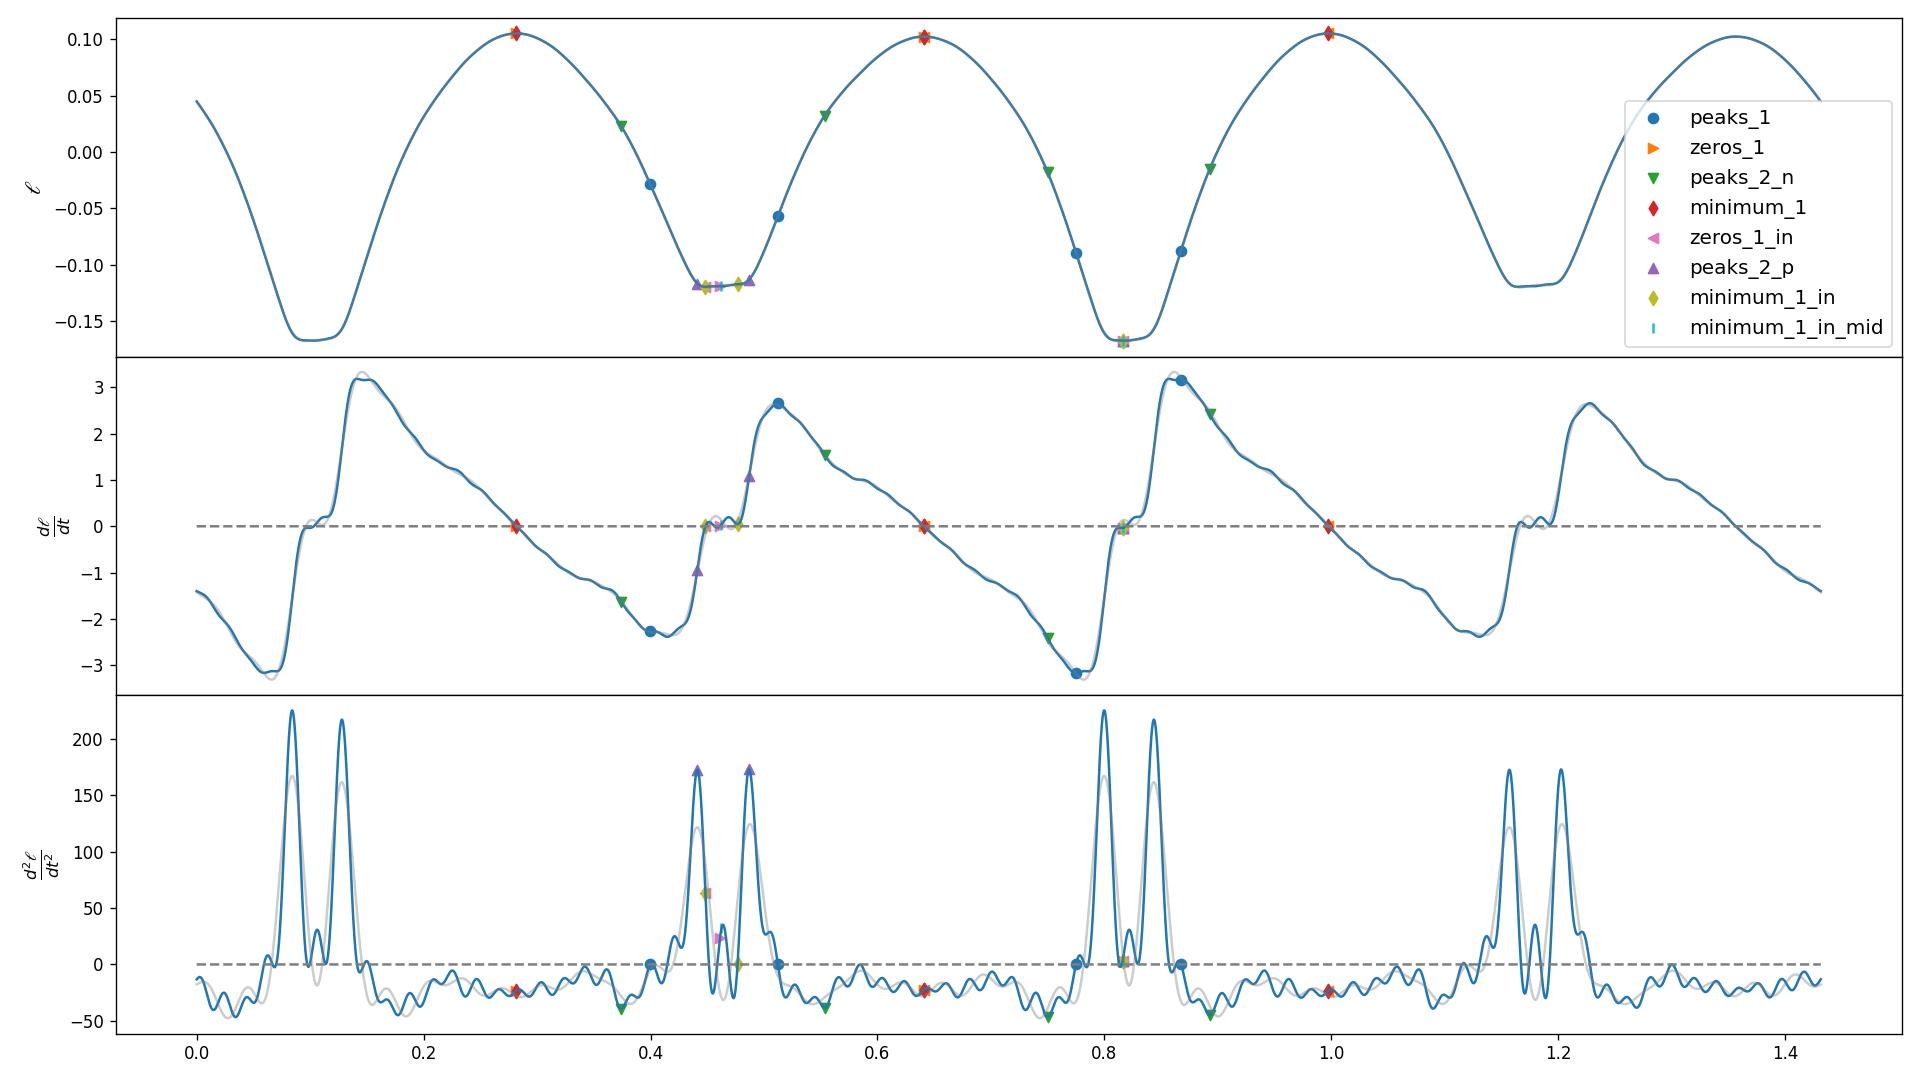 0.10
0.05
0.00
−0.05
−0.10
−0.15
ℓ
peaks_1
zeros_1
peaks_2_n
minimum_1
zeros_1_in
peaks_2_p
minimum_1_in
minimum_1_in_mid
3
2
1
0
−1
−2
−3
dℓ
dt
200
150
100
50
0
−50
d²ℓ
dt²
0.0 0.2 0.4 0.6 0.8 1.0 1.2 1.4